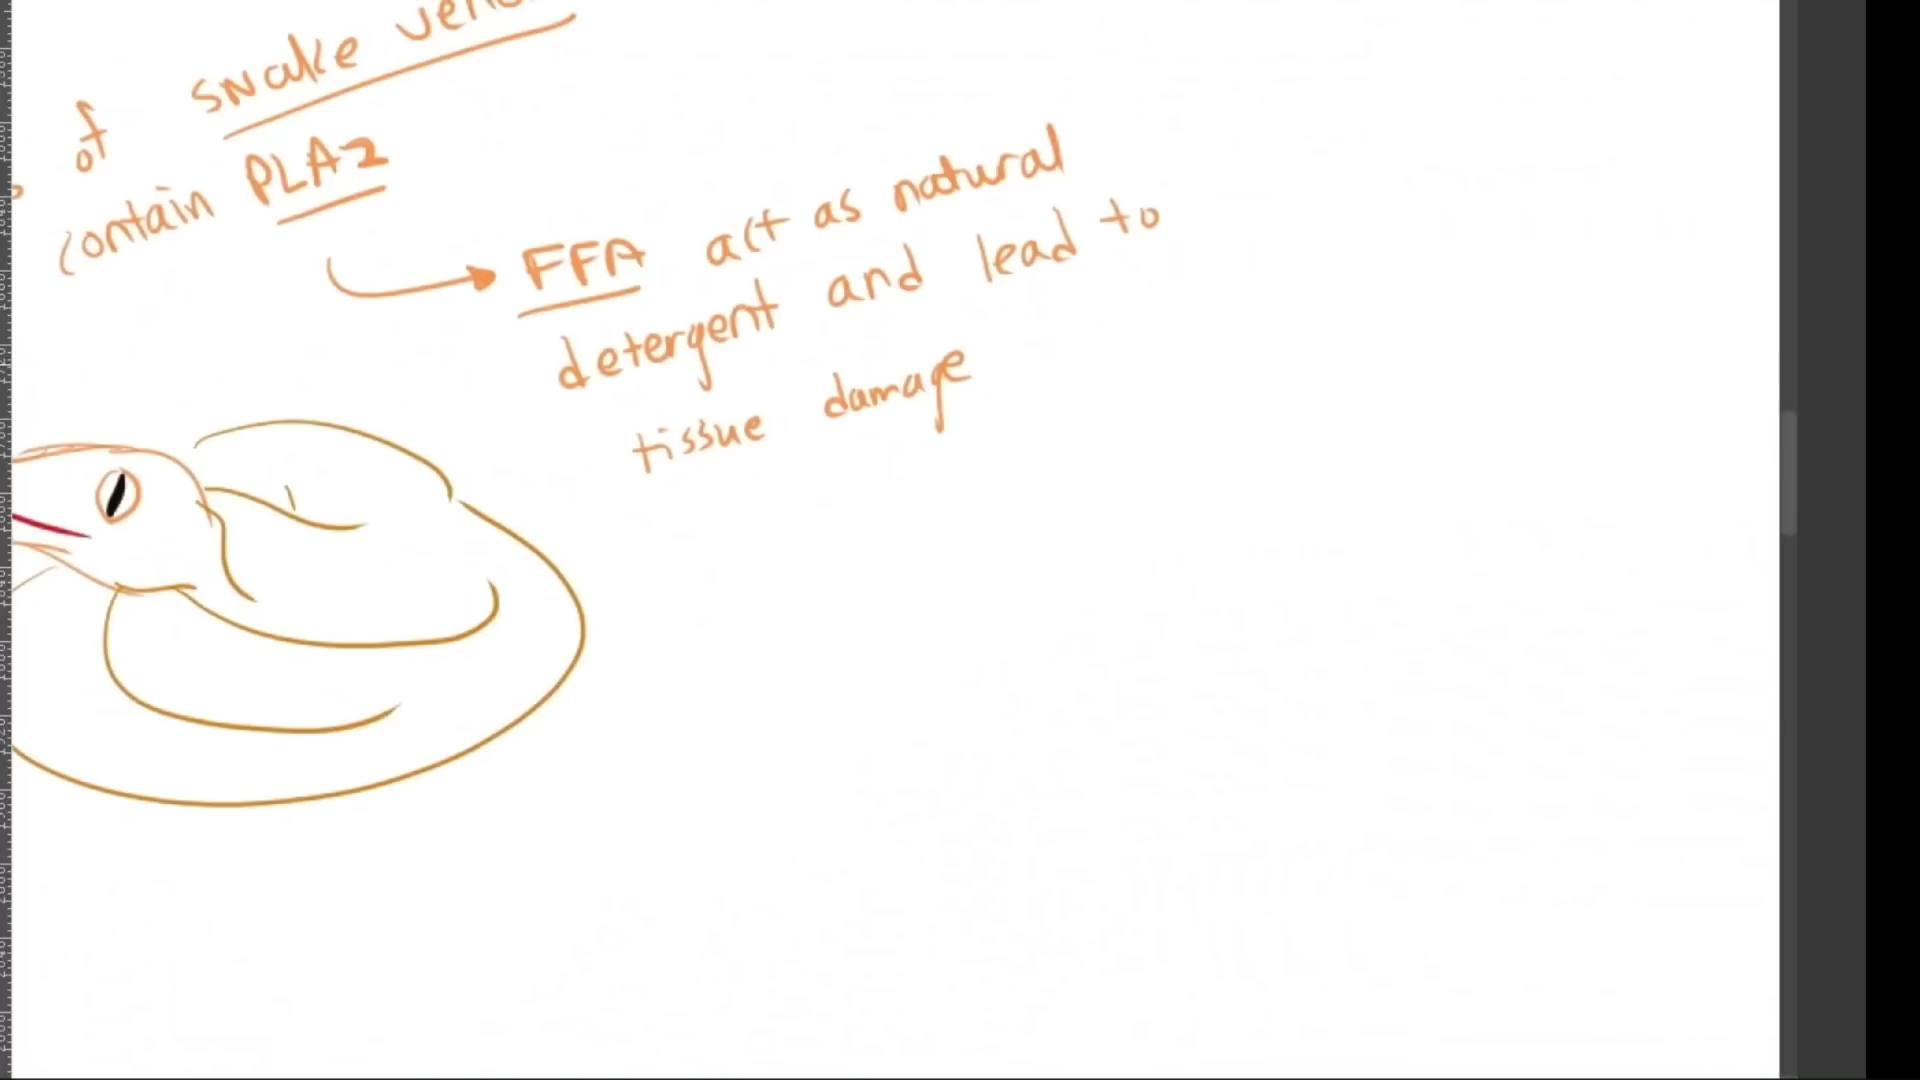 of snake
contain PLA2
FFA act as natural
detergent and lead to
tissue damage